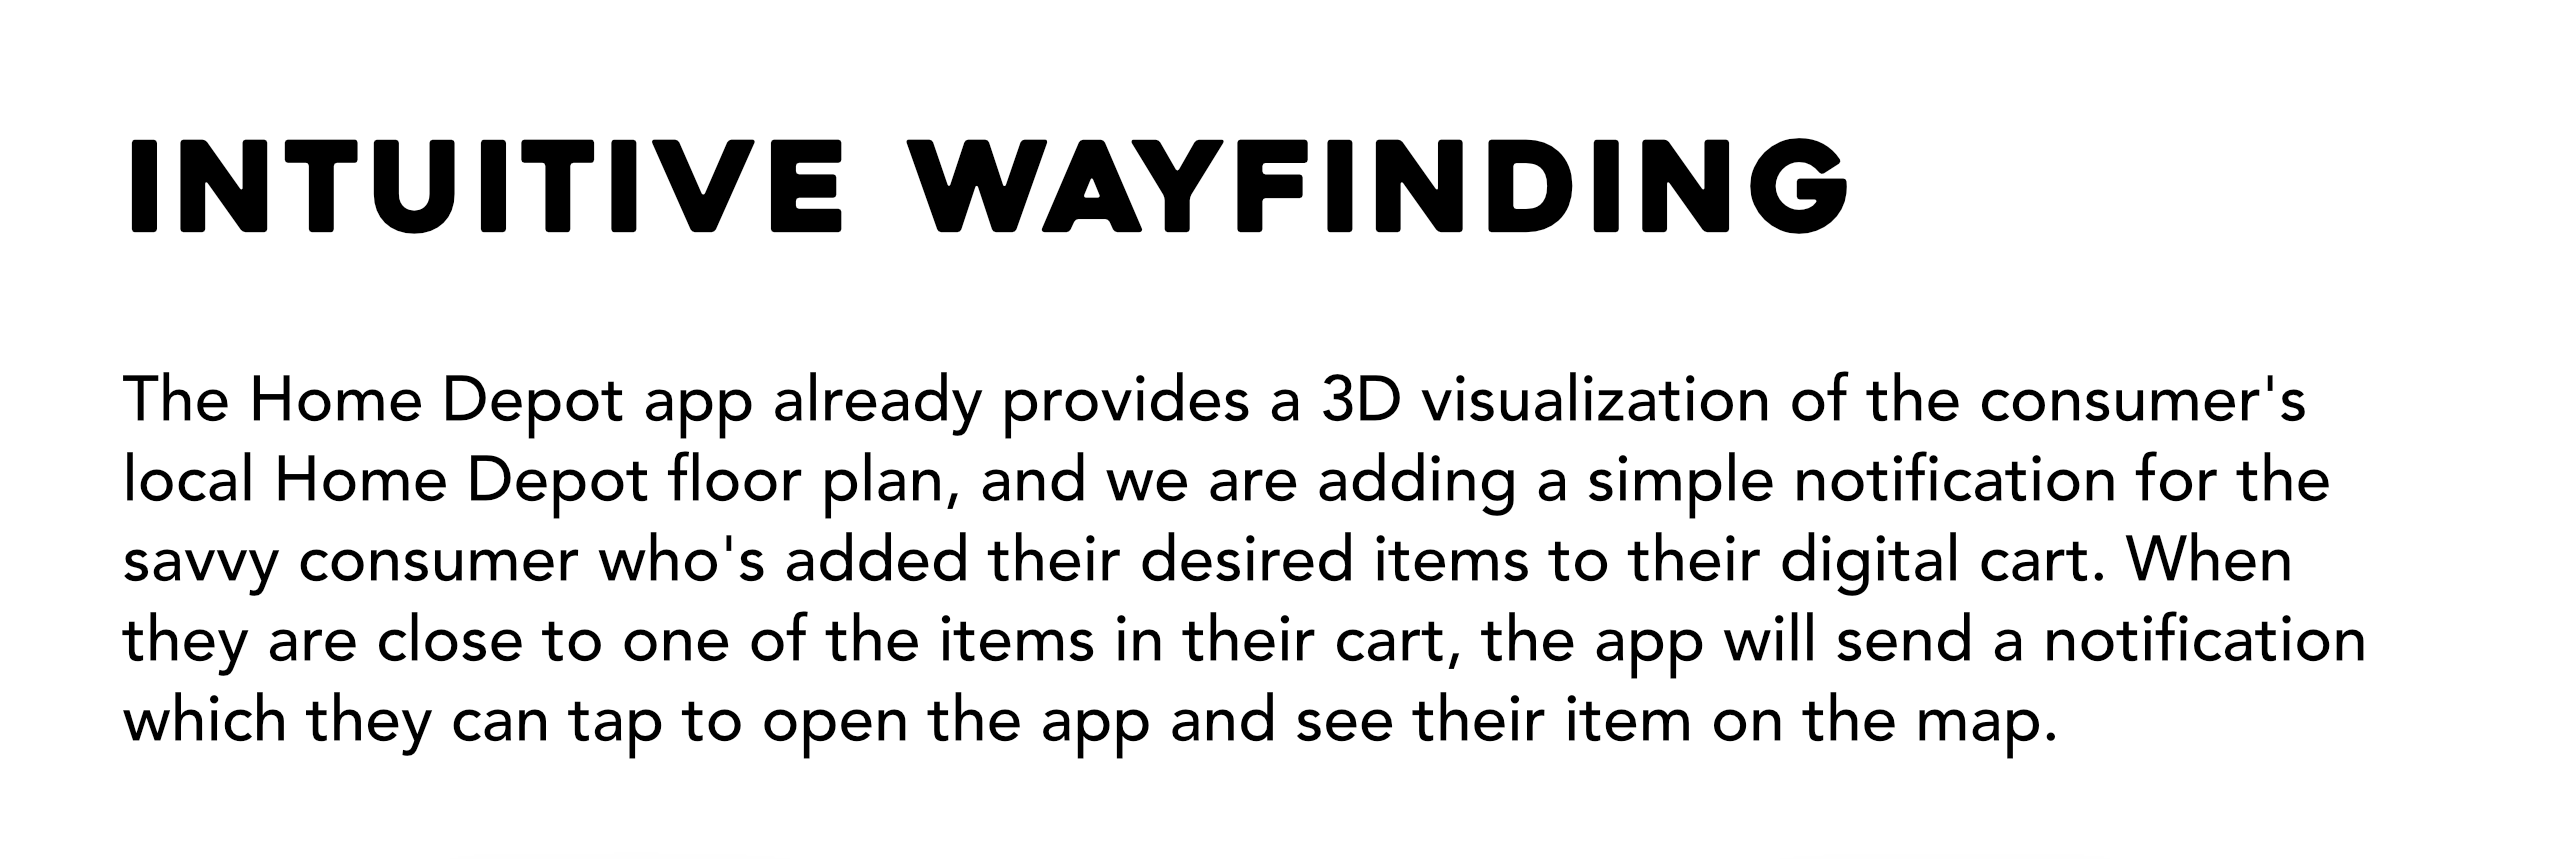 INTUITIVE WAYFINDING
The Home Depot app already provides a 3D visualization of the consumer's
local Home Depot floor plan, and we are adding a simple notification for the
savvy consumer who's added their desired items to their digital cart. When
they are close to one of the items in their cart, the app will send a notification
which they can tap to open the app and see their item on the map.